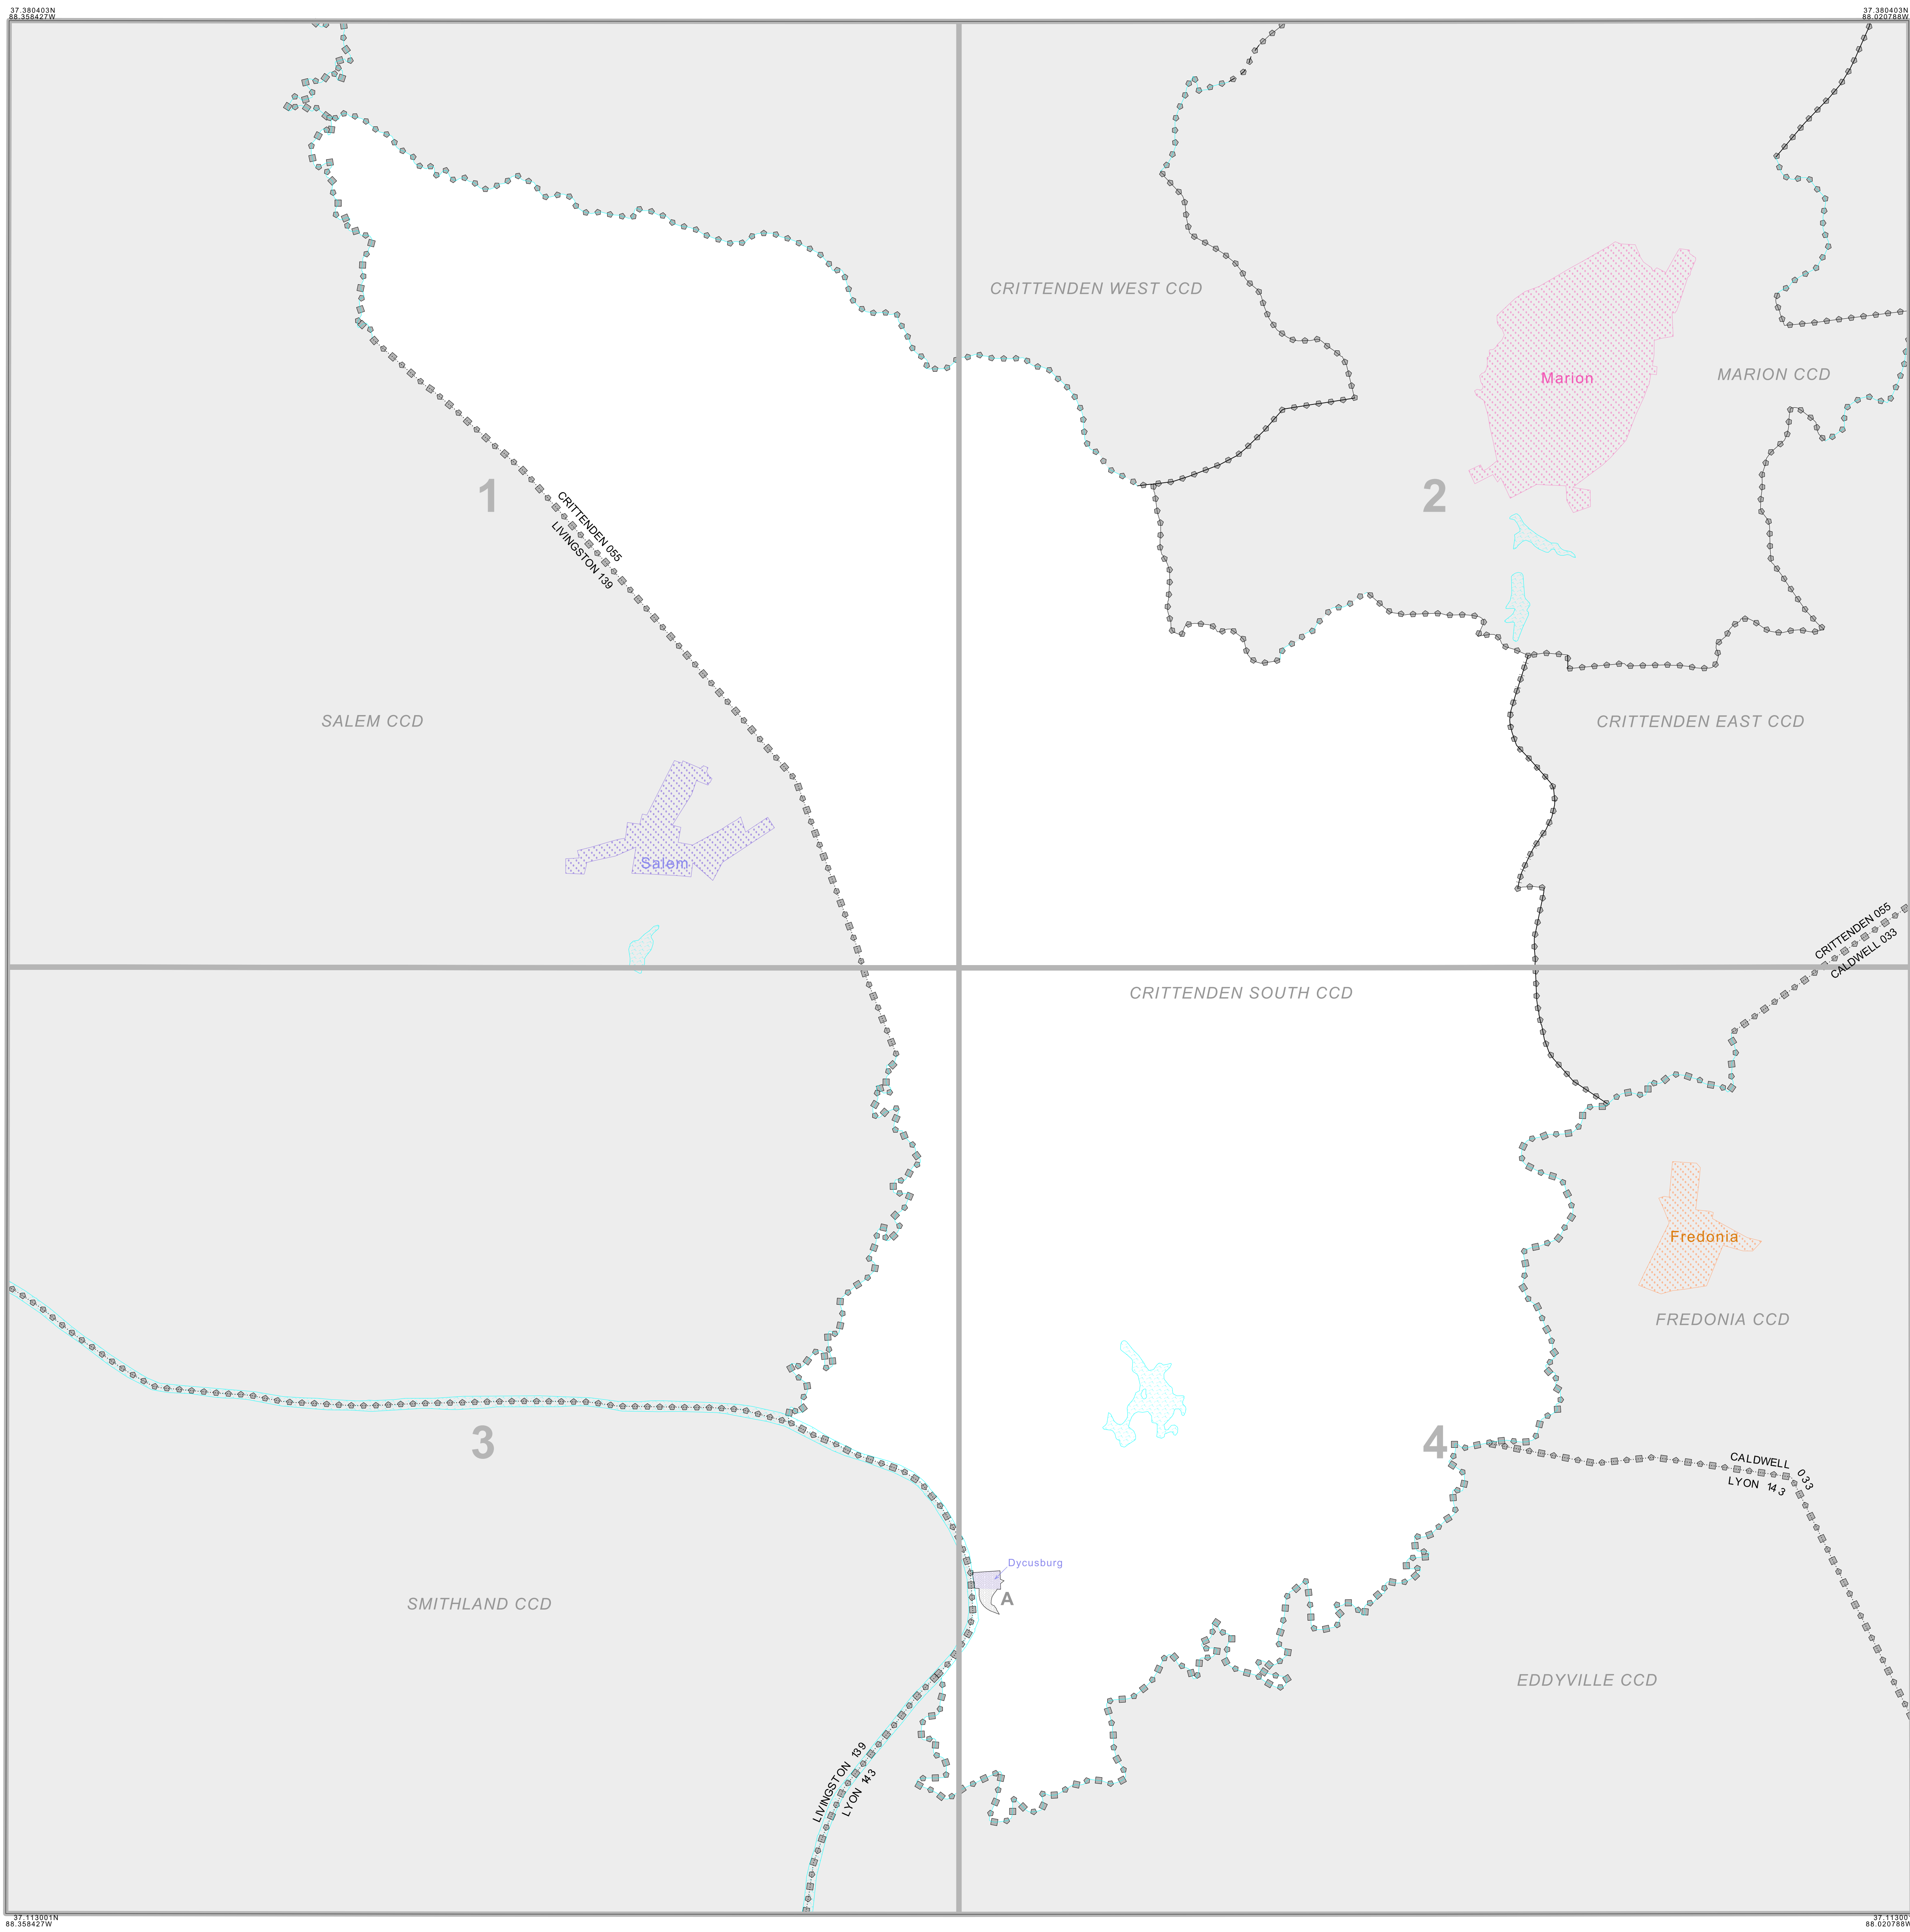 37.380403N
88.358427W
37.380403N
88.020788W
CRITTENDEN WEST CCD
MARION CCD
Marion
1
2
CRITTENDEN 055
LIVINGSTON 139
SALEM CCD
CRITTENDEN EAST CCD
Salem
CRITTENDEN 055
CALDWELL 033
CRITTENDEN SOUTH CCD
Fredonia
FREDONIA CCD
3
4
CALDWELL 033
LYON 143
Dycusburg
A
SMITHLAND CCD
EDDYVILLE CCD
LIVINGSTON 139
LYON 143
37.113001N
88.358427W
37.11300
88.020788W